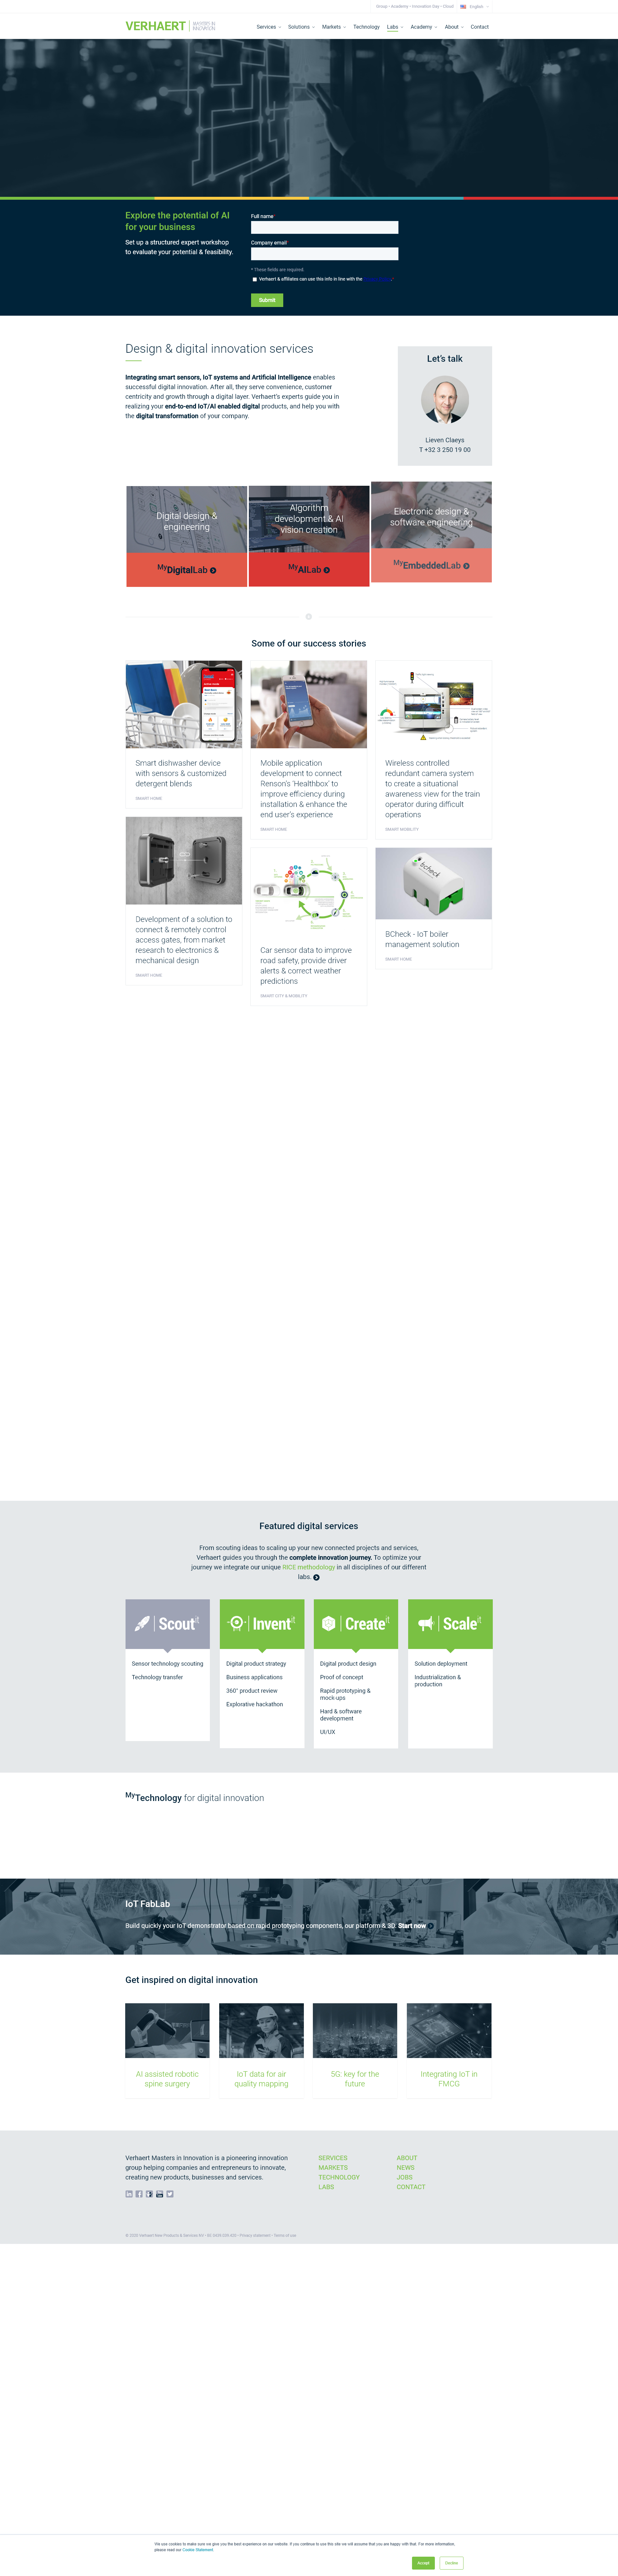 Group • Academy • Innovation Day • Cloud English
VERHAERT MASTERS IN INNOVATION
Services Solutions Markets Technology Labs Academy About Contact
Explore the potential of AI
for your business
Set up a structured expert workshop
to evaluate your potential & feasibility.
Full name
Company email
* These fields are required.
Verhaert & affiliates can use this info in line with the
Submit
Design & digital innovation services
Integrating smart sensors, IoT systems and Artificial Intelligence enables
successful digital innovation. After all, they serve convenience, customer
centricity and growth through a digital layer. Verhaert's experts guide you in
realizing your end-to-end IoT/AI enabled digital products, and help you with
the digital transformation of your company.
Let's talk
Lieven Claeys
T +32 3 250 19 00
Digital design &
engineering
MyDigitalLab
Algorithm
development & AI
vision creation
MyAILab
Electronic design &
software engineering
MyEmbeddedLab
Some of our success stories
Smart dishwasher device
with sensors & customized
detergent blends
SMART HOME
Mobile application
development to connect
Renson's 'Healthbox' to
improve efficiency during
installation & enhance the
end user's experience
SMART HOME
Wireless controlled
redundant camera system
to create a situational
awareness view for the train
operator during difficult
operations
SMART MOBILITY
Development of a solution to
connect & remotely control
access gates, from market
research to electronics &
mechanical design
SMART HOME
Car sensor data to improve
road safety, provide driver
alerts & correct weather
predictions
SMART CITY & MOBILITY
bcheck
BCheck - IoT boiler
management solution
SMART HOME
Featured digital services
From scouting ideas to scaling up your new connected projects and services,
Verhaert guides you through the complete innovation journey. To optimize your
journey we integrate our unique RICE methodology in all disciplines of our different
labs.
Scout it
Sensor technology scouting
Technology transfer
Invent it
Digital product strategy
Business applications
360° product review
Explorative hackathon
Create it
Digital product design
Proof of concept
Rapid prototyping &
mock-ups
Hard & software
development
UI/UX
Scale it
Solution deployment
Industrialization &
production
MyTechnology for digital innovation
IoT FabLab
Build quickly your IoT demonstrator based on rapid prototyping components, our platform & 3D. Start now
Get inspired on digital innovation
AI assisted robotic
spine surgery
IoT data for air
quality mapping
5G: key for the
future
Integrating IoT in
FMCG
Verhaert Masters in Innovation is a pioneering innovation
group helping companies and entrepreneurs to innovate,
creating new products, businesses and services.
SERVICES
MARKETS
TECHNOLOGY
LABS
ABOUT
NEWS
JOBS
CONTACT
We use cookies to make sure we give you the best experience on our website. If you continue to use this site we will assume that you are happy with that. For more information,
please read our Cookie Statement.
Accept
Decline